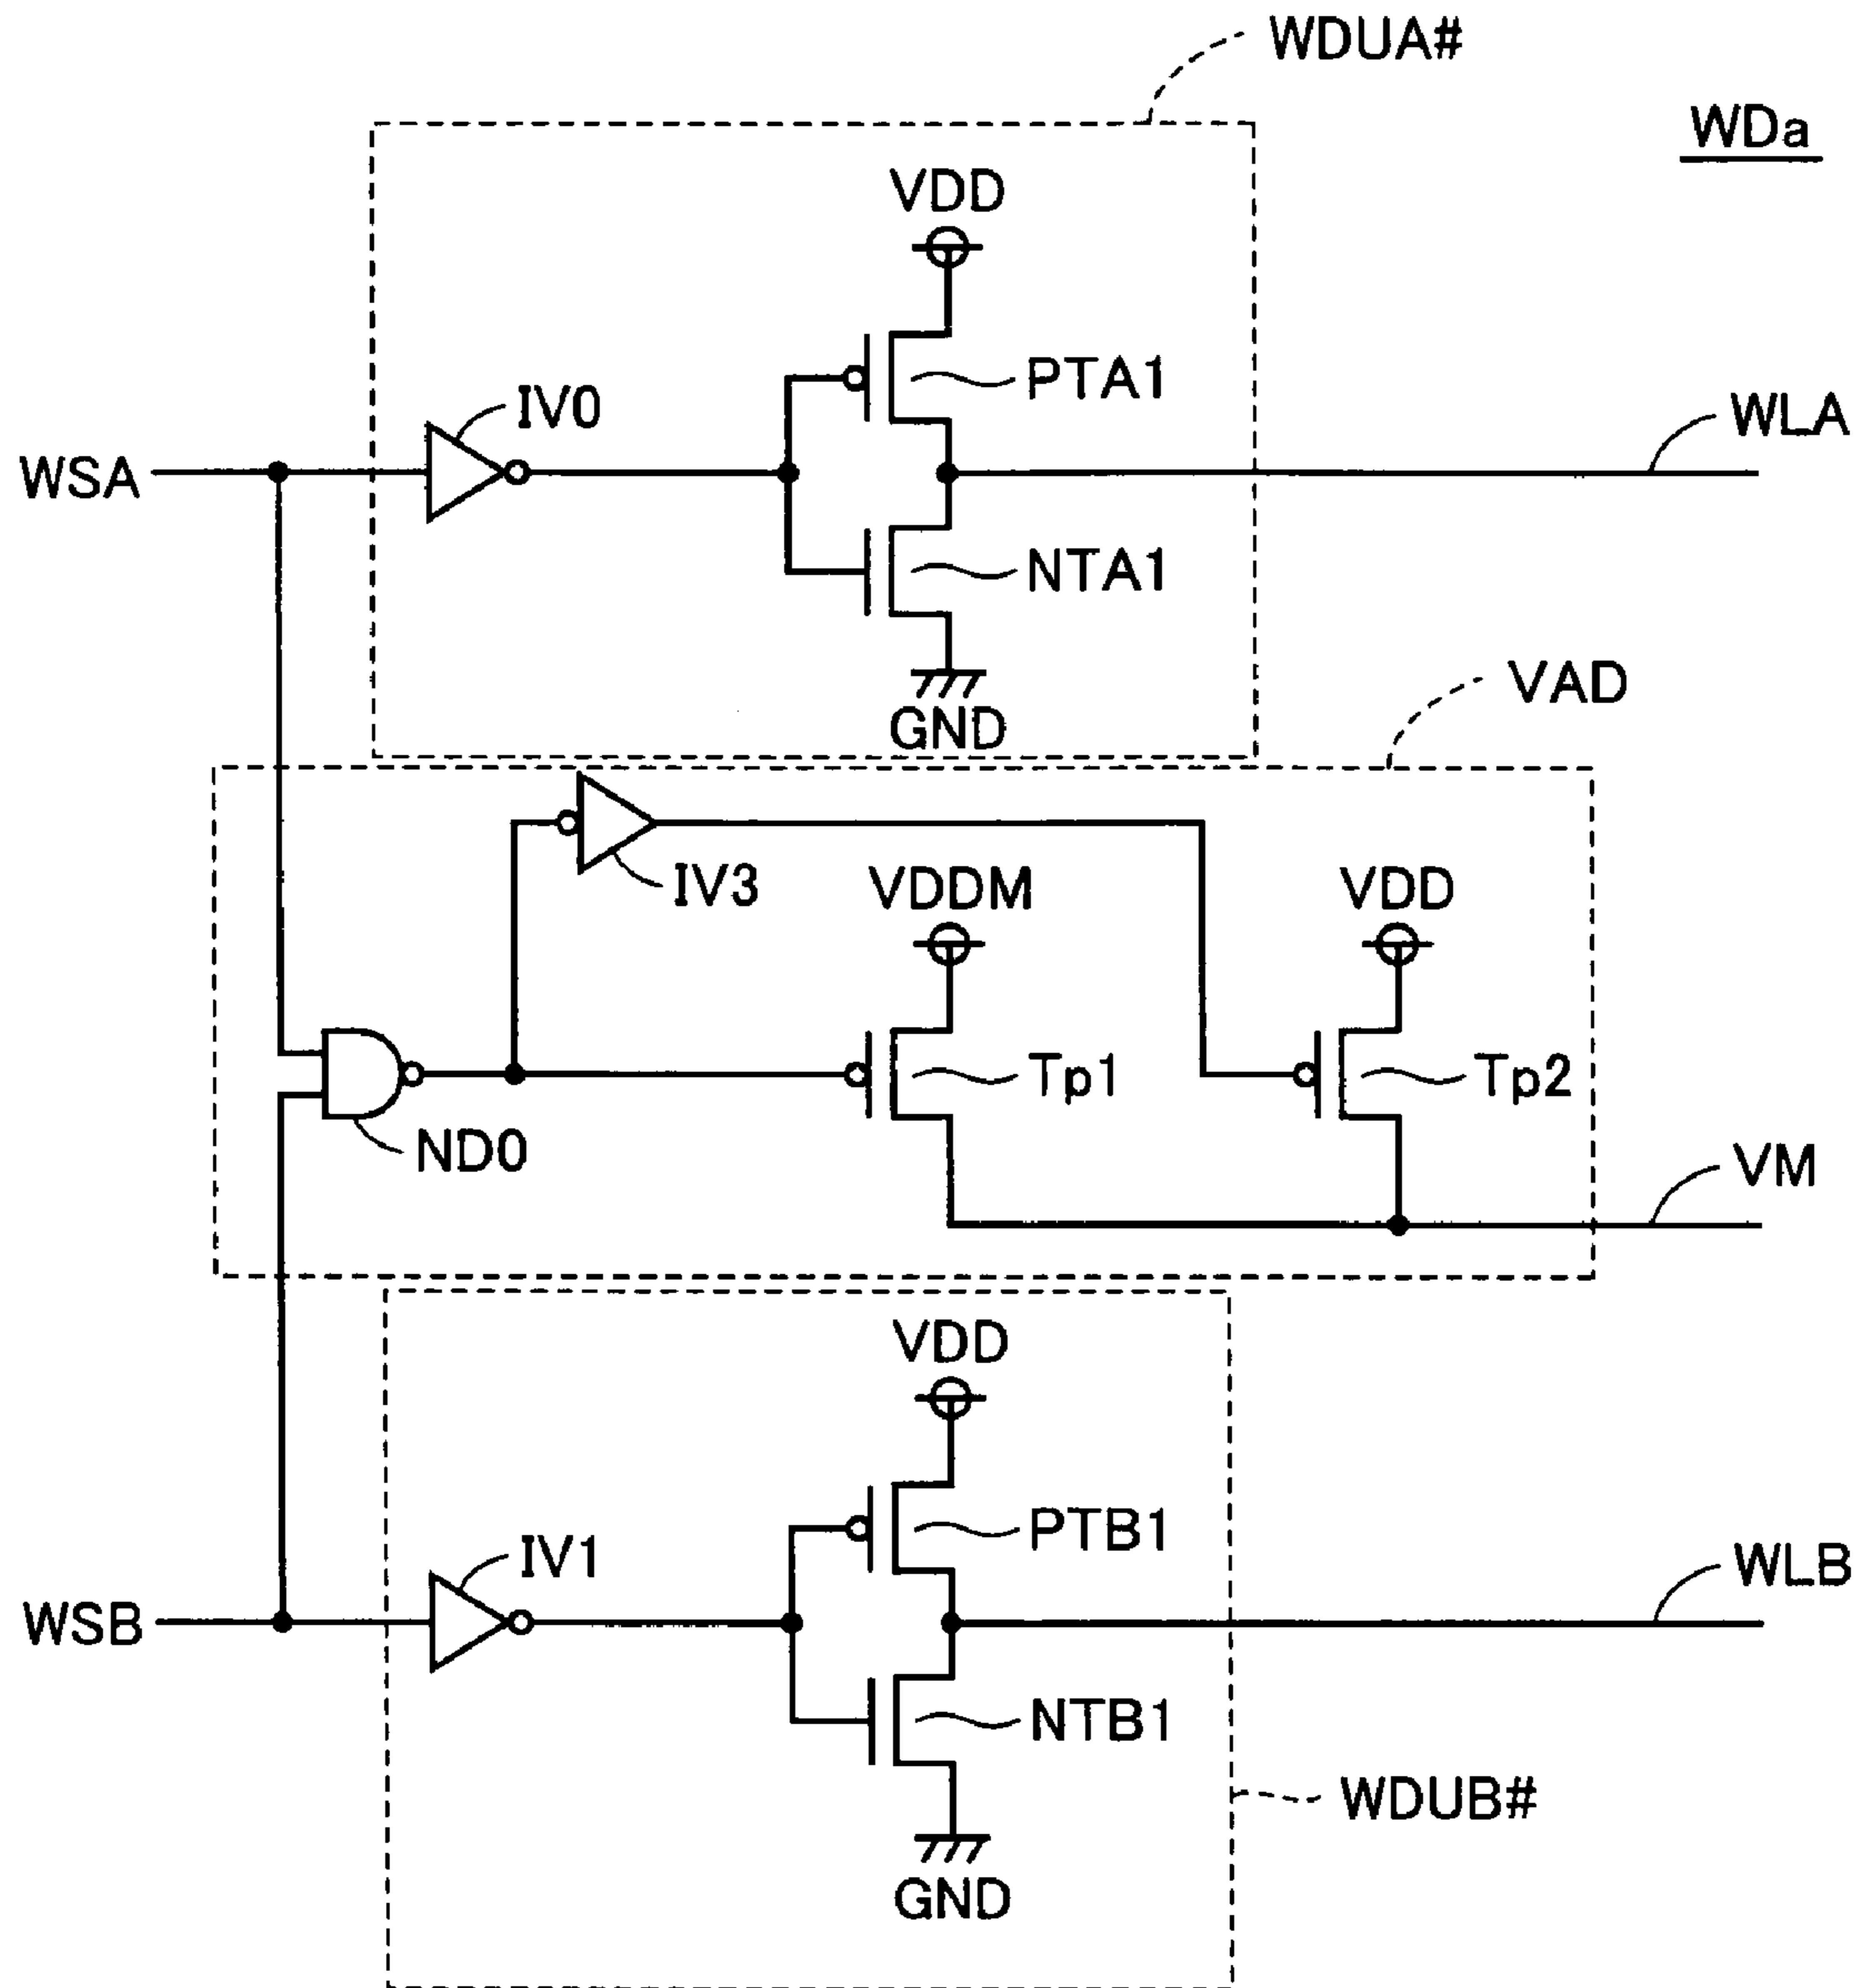 WDUA#
WDa
VDD
PTA1
IV0
WLA
WSA
NTA1
GND
VAD
IV3
VDDM
VDD
Tp1
Tp2
ND0
VM
VDD
PTB1
IV1
WLB
WSB
NTB1
WDUB#
GND